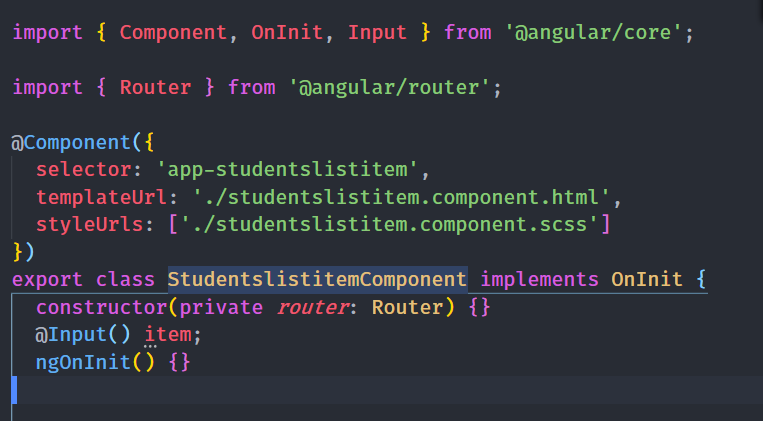 import { Component, OnInit, Input } from '@angular/core';
import { Router } from '@angular/router';
@Component({
selector: 'app-studentslistitem',
templateUrl: './studentslistitem.component.html',
styleUrls: ['./studentslistitem.component.scss']
})
export class StudentslistitemComponent implements OnInit {
constructor(private router: Router) {}
@Input() item;
ngOnInit() {}